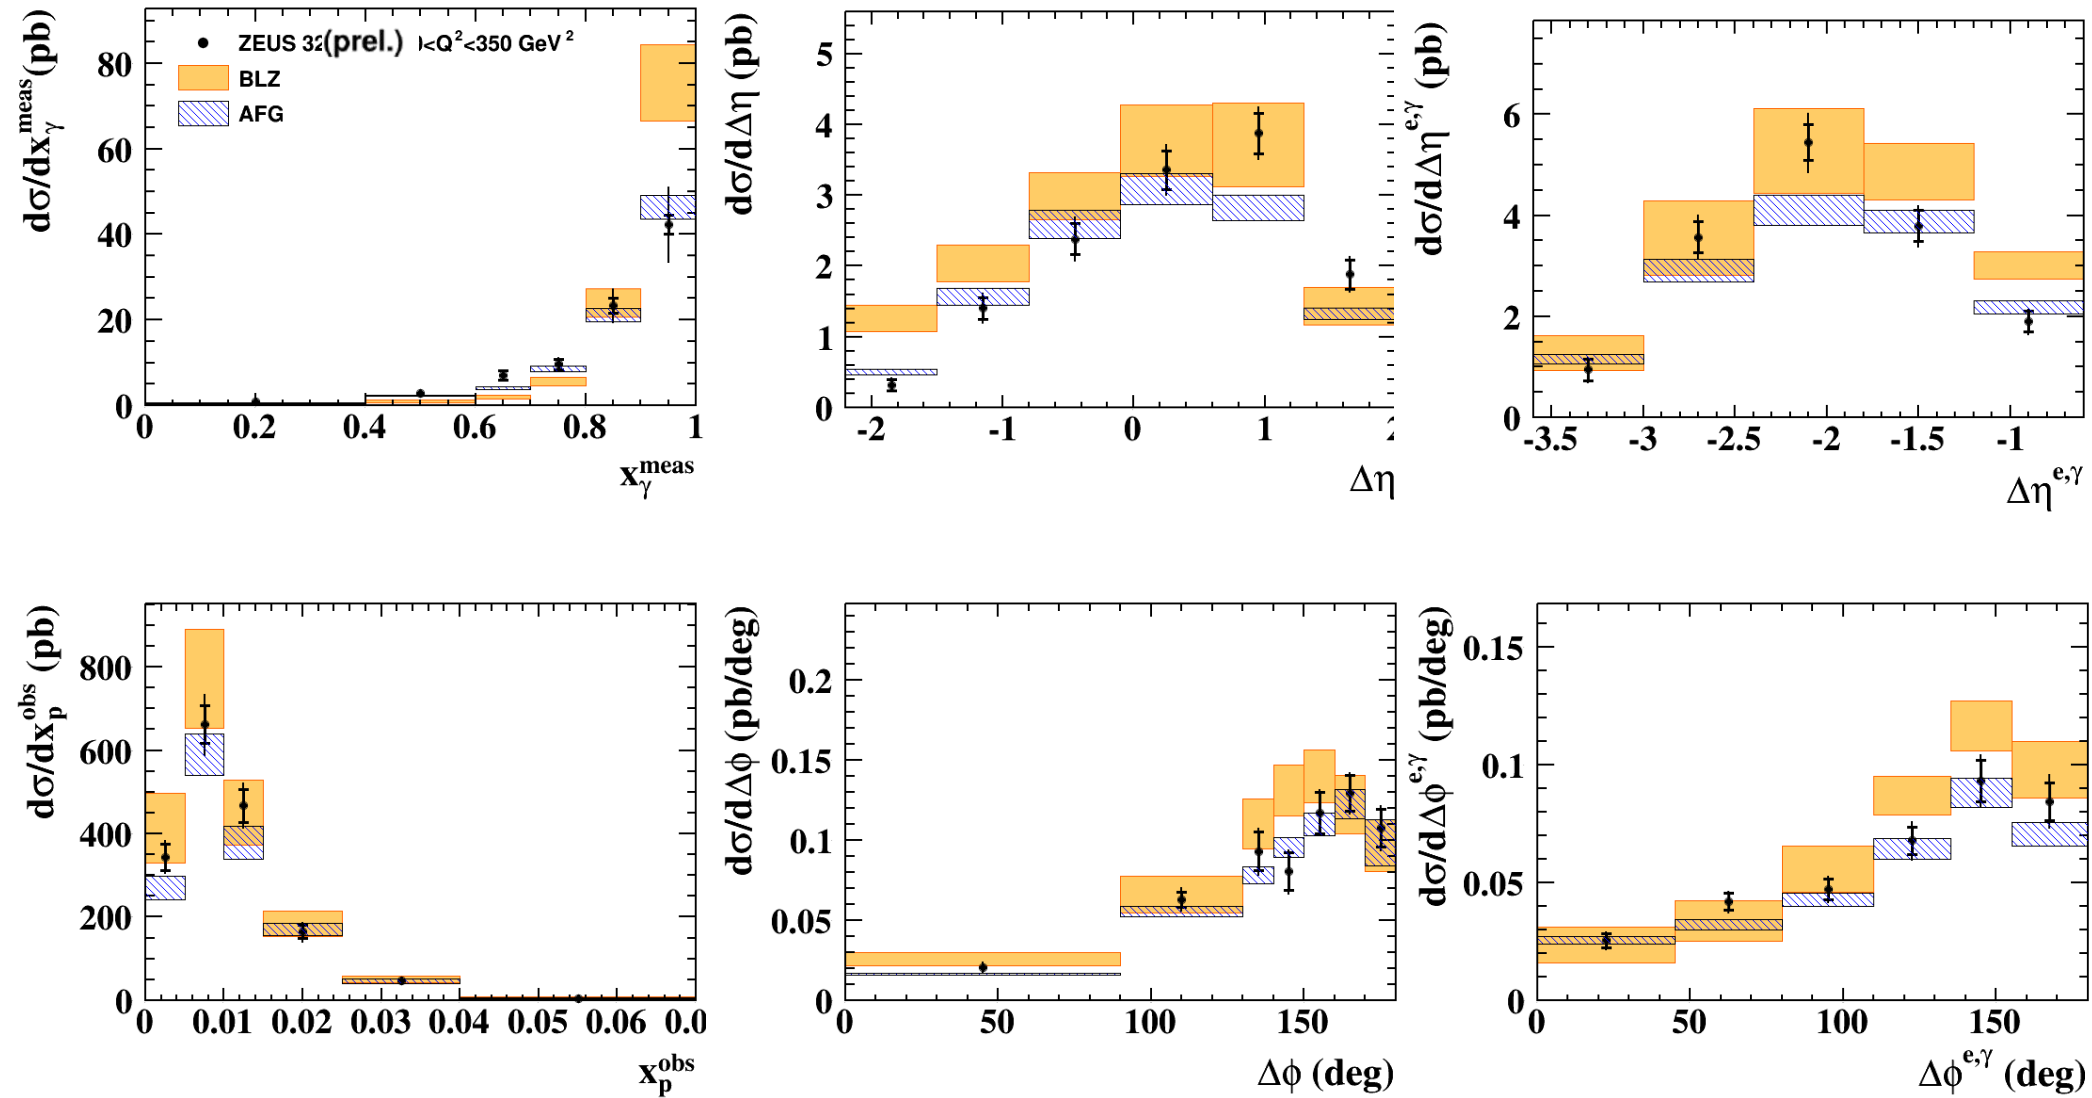 dσ/dx_γ^meas (pb)
80
60
40
20
0
ZEUS 32(prel.) <Q²<350 GeV²
BLZ
AFG
0 0.2 0.4 0.6 0.8 1
x_γ^meas
dσ/dΔη (pb)
5
4
3
2
1
0
-2 -1 0 1 2
Δη
dσ/dΔη^e,γ (pb)
6
4
2
0
-3.5 -3 -2.5 -2 -1.5 -1
Δη^e,γ
dσ/dx_p^obs (pb)
800
600
400
200
0
0 0.01 0.02 0.03 0.04 0.05 0.06 0.0
x_p^obs
dσ/dΔφ (pb/deg)
0.2
0.15
0.1
0.05
0
0 50 100 150
Δφ (deg)
dσ/dΔφ^e,γ (pb/deg)
0.15
0.1
0.05
0
0 50 100 150
Δφ^e,γ (deg)